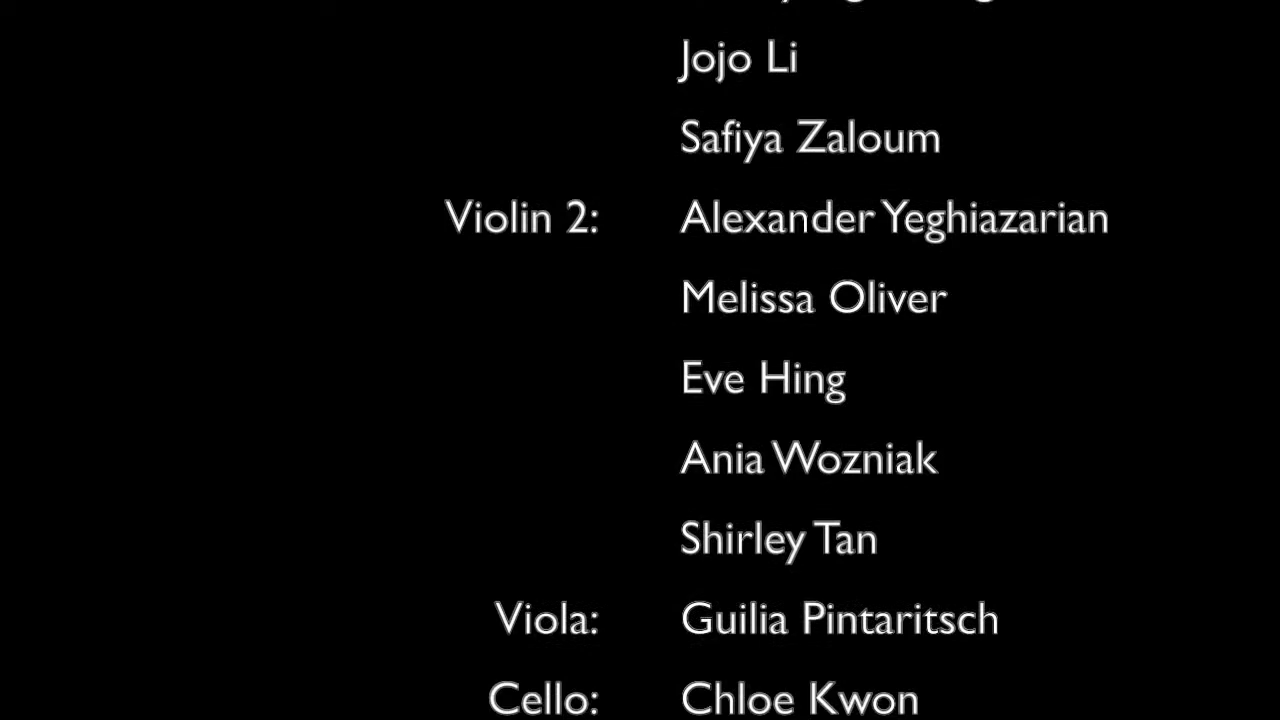 Jojo Li
Safiya Zaloum
Violin 2: Alexander Yeghiazarian
Melissa Oliver
Eve Hing
Ania Wozniak
Shirley Tan
Viola: Guilia Pintaritsch
Cello: Chloe Kwon